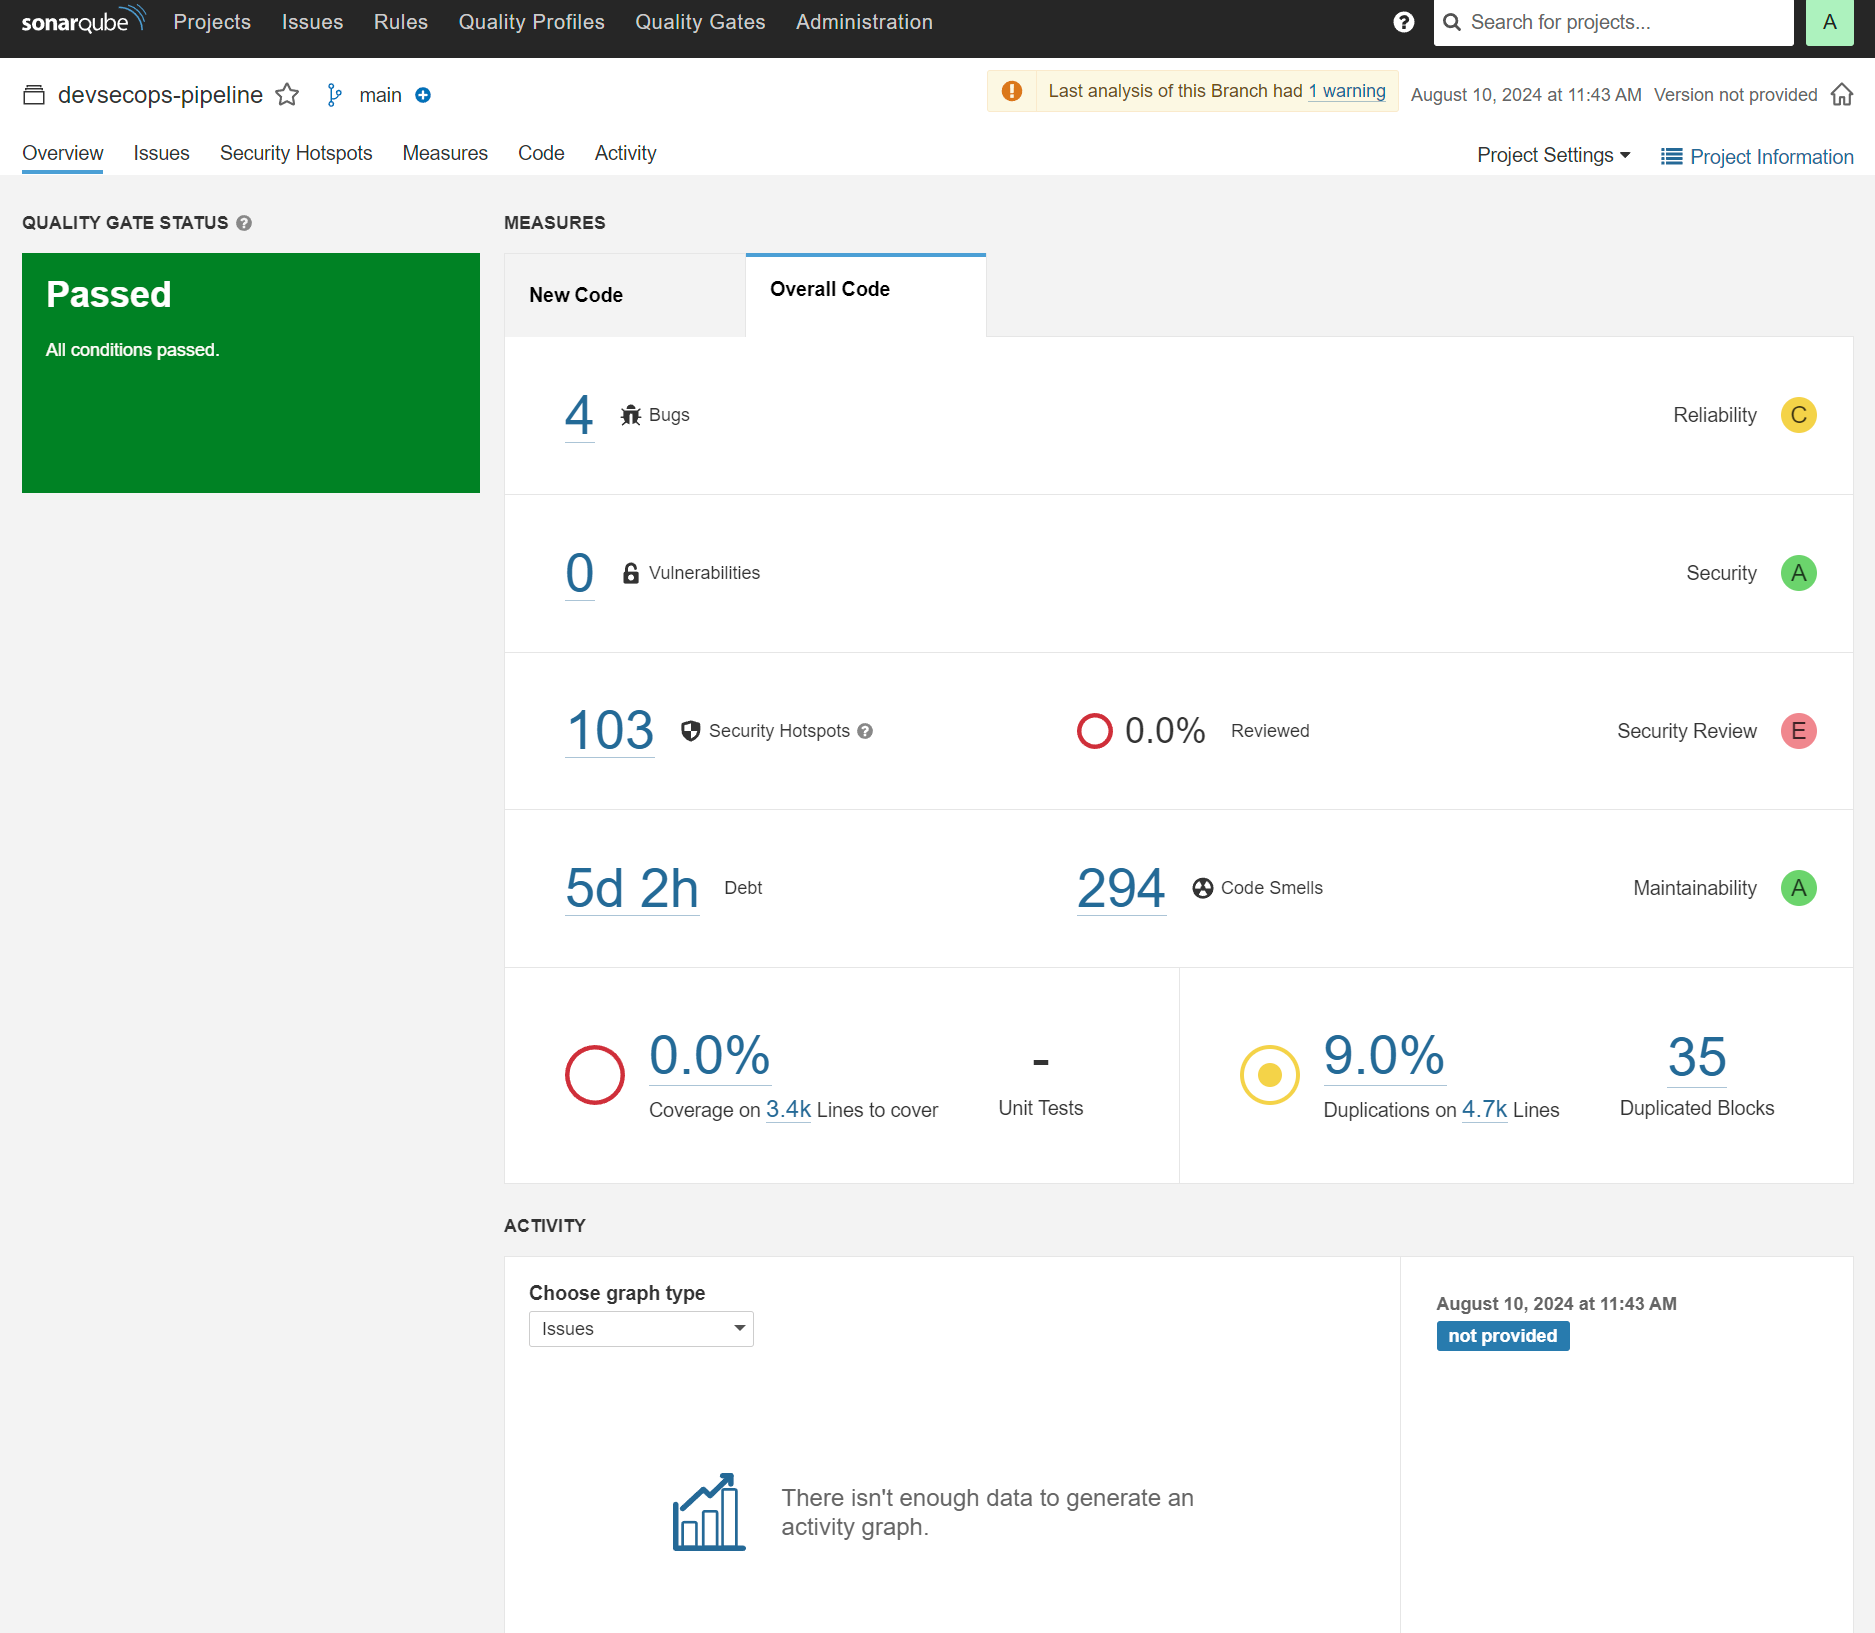 sonarqube Projects Issues Rules Quality Profiles Quality Gates Administration ? Search for projects... A
devsecops-pipeline main Last analysis of this Branch had 1 warning August 10, 2024 at 11:43 AM Version not provided
Overview Issues Security Hotspots Measures Code Activity Project Settings Project Information
QUALITY GATE STATUS ?
Passed
All conditions passed.
MEASURES
New Code Overall Code
4 Bugs Reliability C
0 Vulnerabilities Security A
103 Security Hotspots ? 0.0% Reviewed Security Review E
5d 2h Debt 294 Code Smells Maintainability A
0.0% - 9.0% 35
Coverage on 3.4k Lines to cover Unit Tests Duplications on 4.7k Lines Duplicated Blocks
ACTIVITY
Choose graph type
Issues
August 10, 2024 at 11:43 AM
not provided
There isn't enough data to generate an
activity graph.